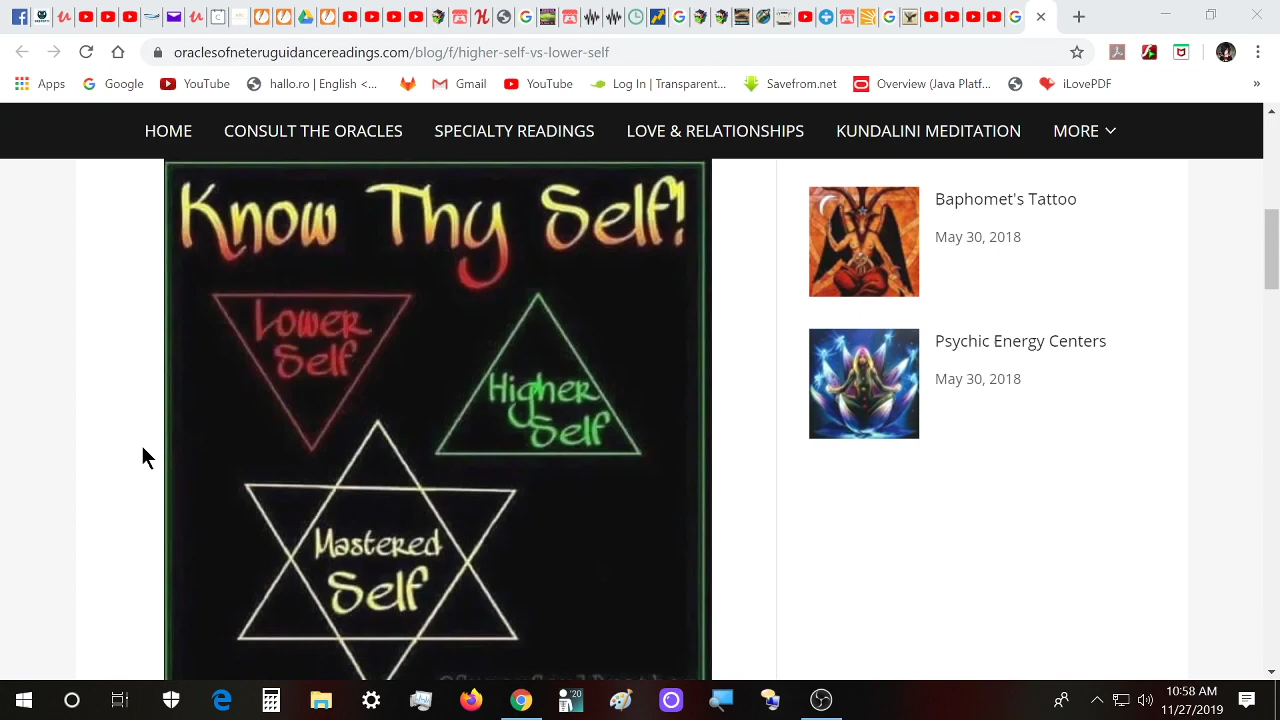 oraclesofneteruguidancereadings.com/blog/f/higher-self-vs-lower-self
Apps Google YouTube hallo.ro | English <... Gmail YouTube Log In | Transparent... Savefrom.net Overview (Java Platf... iLovePDF »
HOME CONSULT THE ORACLES SPECIALTY READINGS LOVE & RELATIONSHIPS KUNDALINI MEDITATION MORE
Know Thy Self!
Lower
Self
Higher
Self
Mastered
Self
Baphomet's Tattoo
May 30, 2018
Psychic Energy Centers
May 30, 2018
10:58 AM
11/27/2019